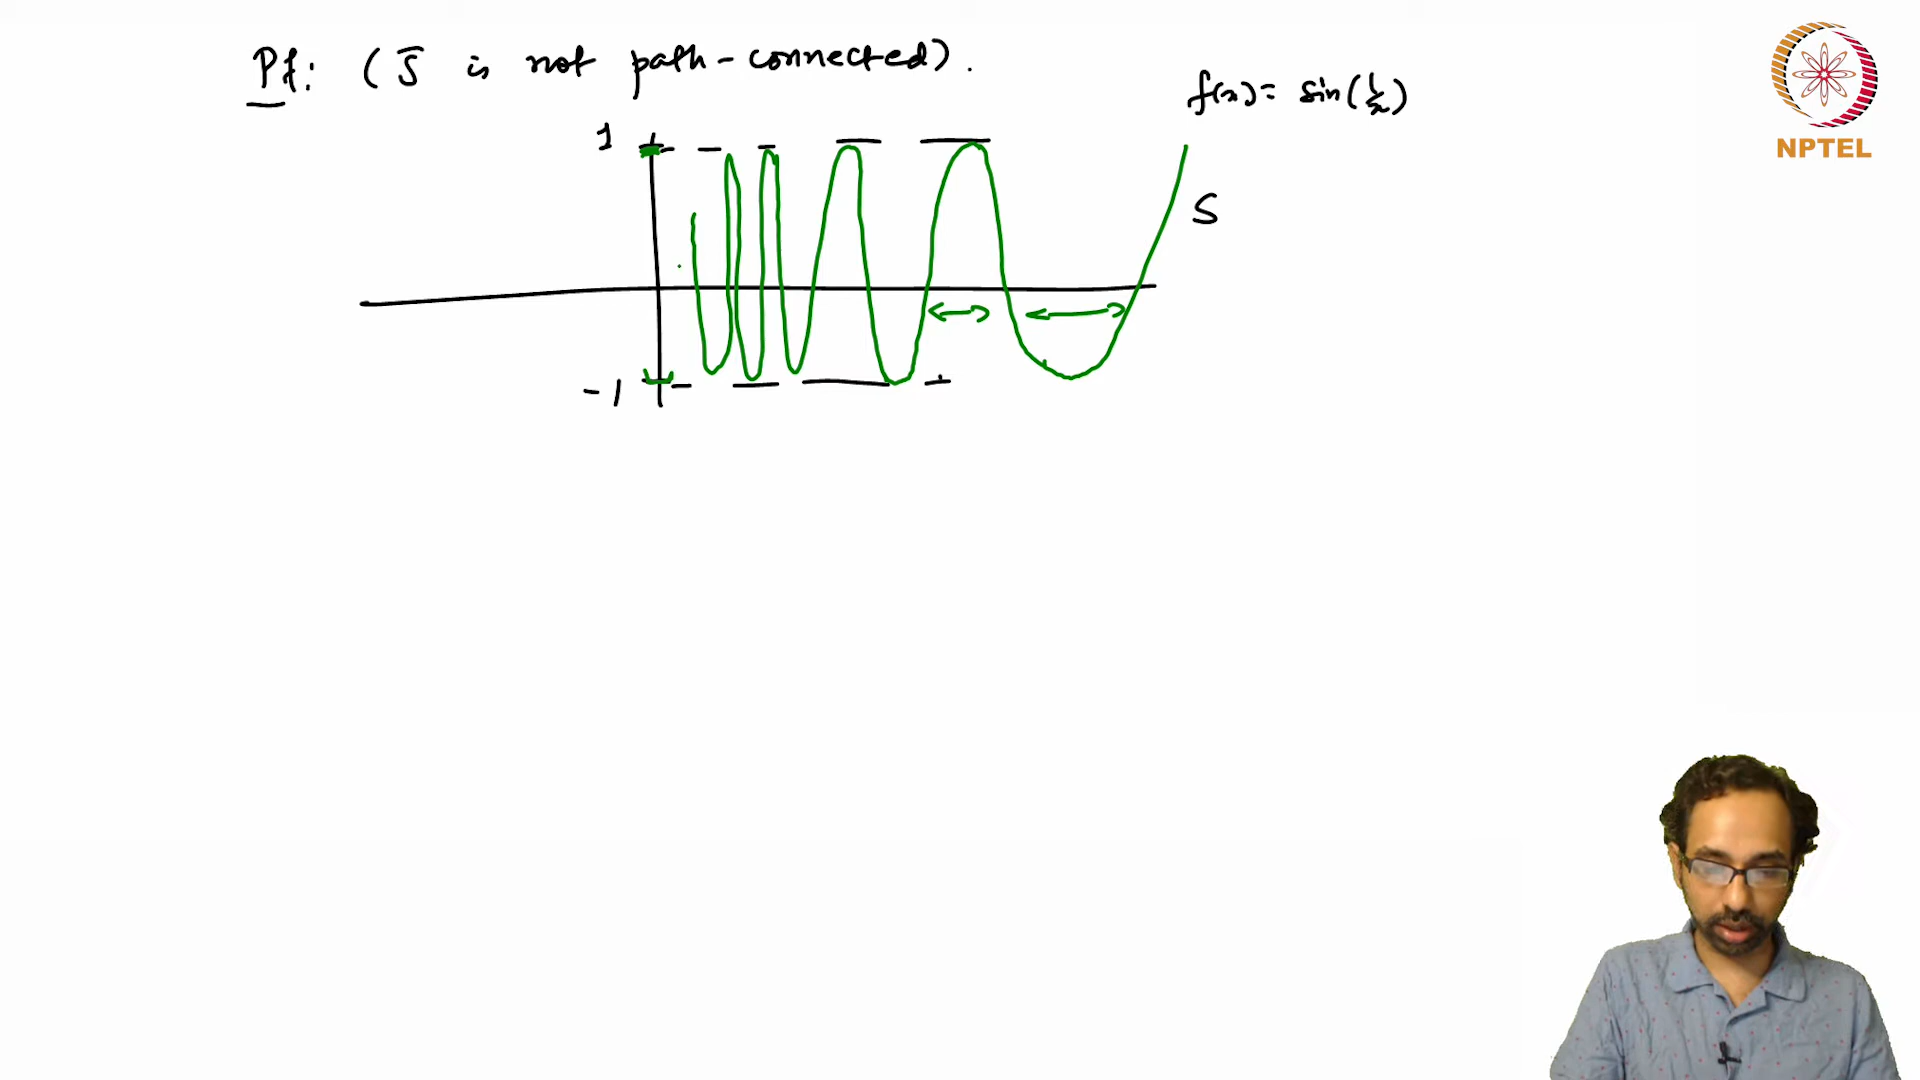 Pf: ( S̄ is not path-connected).
f(x)= sin(1/x)
NPTEL
1
S
-1